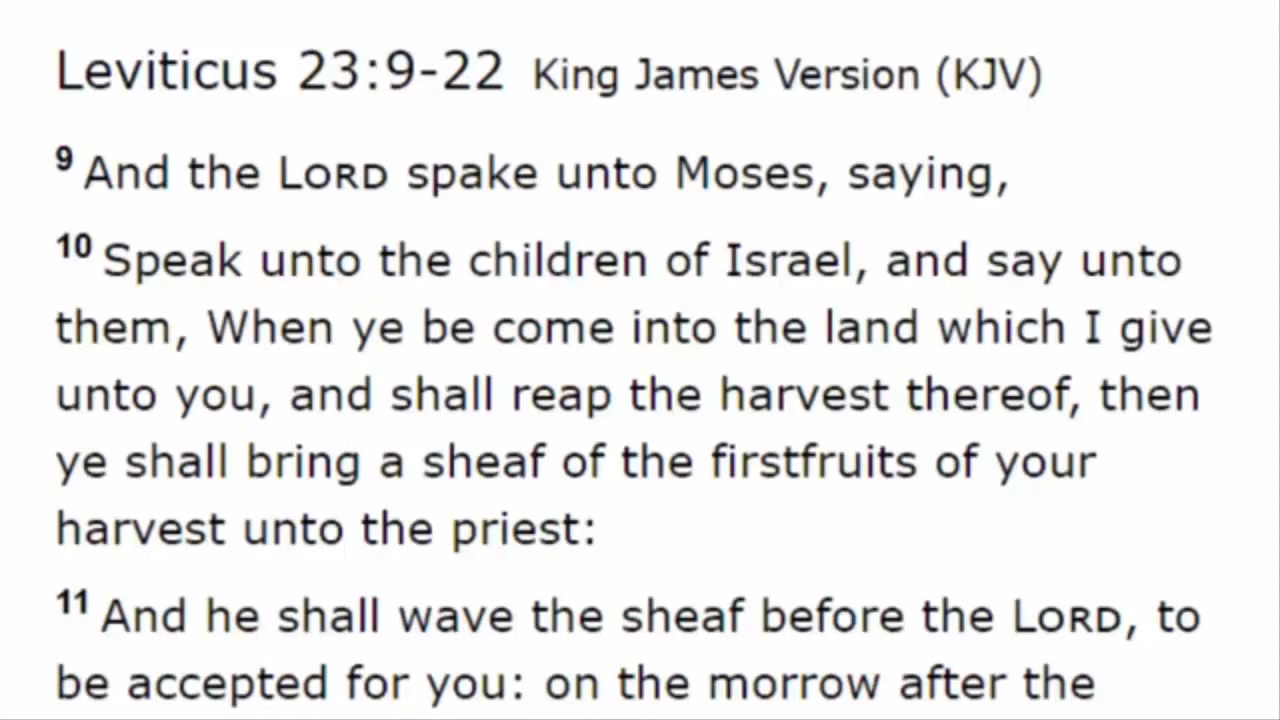 Leviticus 23:9-22 King James Version (KJV)
9 And the LORD spake unto Moses, saying,
10 Speak unto the children of Israel, and say unto
them, When ye be come into the land which I give
unto you, and shall reap the harvest thereof, then
ye shall bring a sheaf of the firstfruits of your
harvest unto the priest:
11 And he shall wave the sheaf before the LORD, to
be accepted for you: on the morrow after the